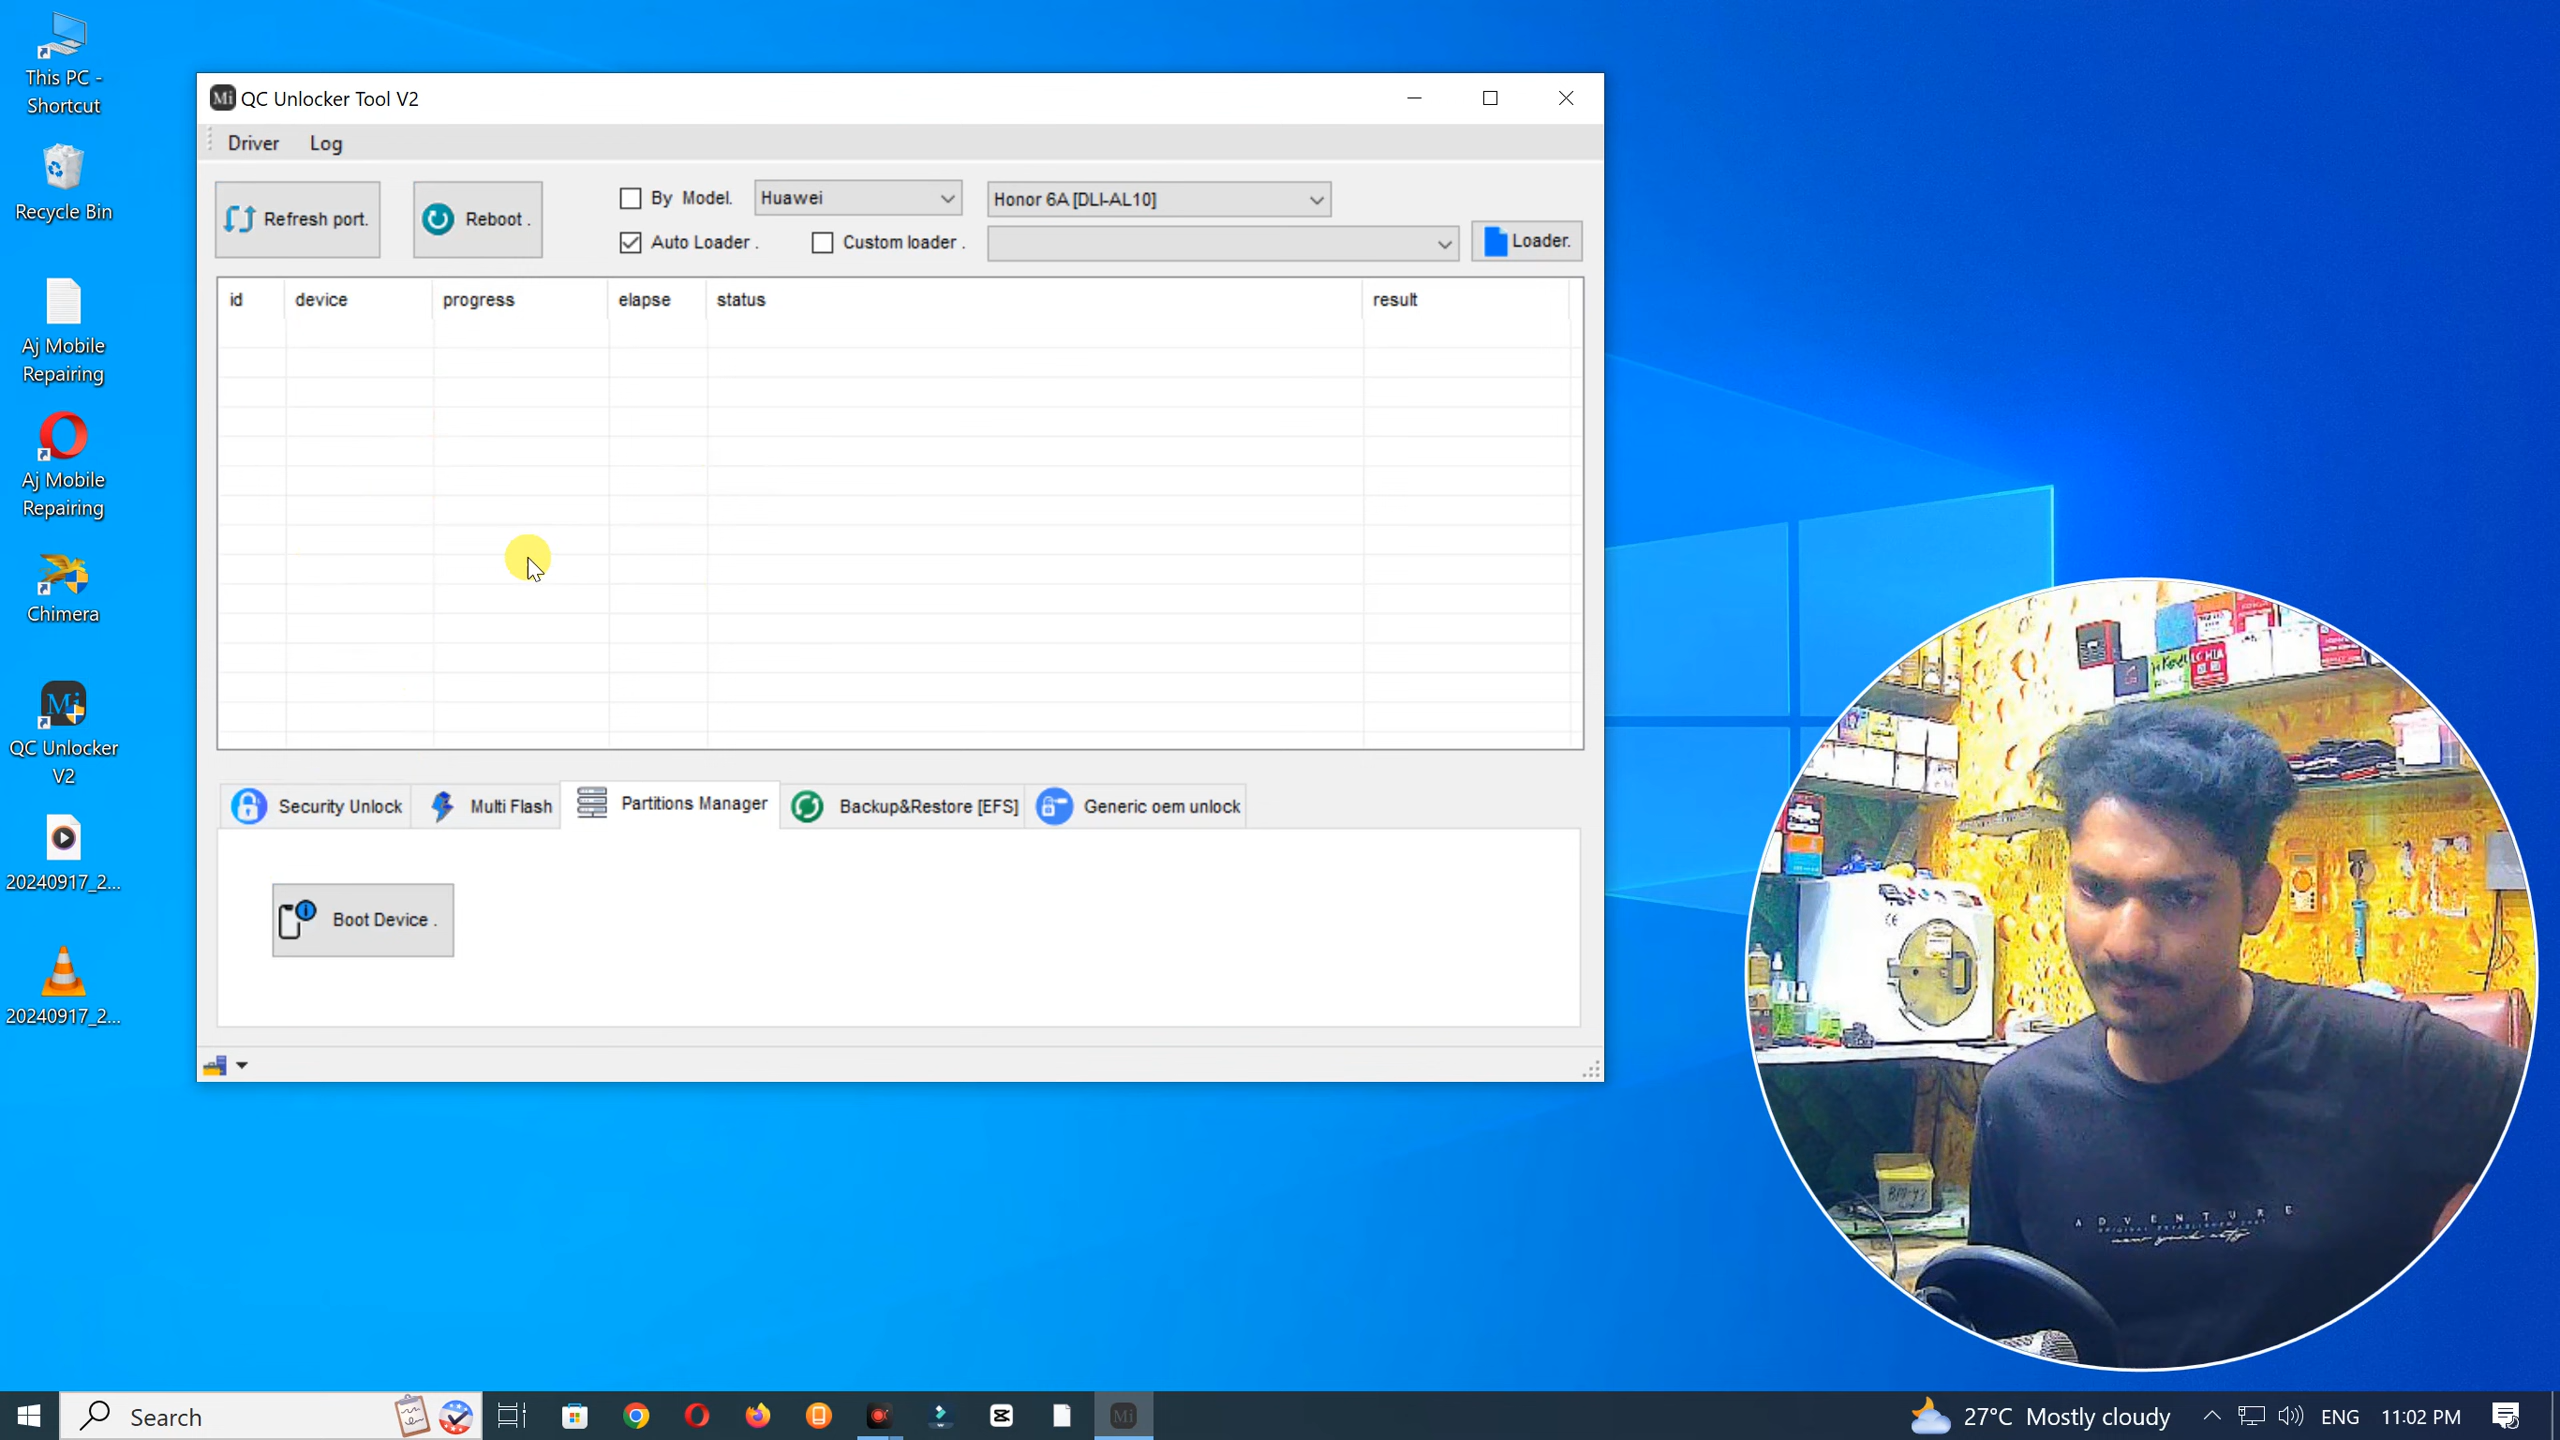 This PC -
Shortcut
Recycle Bin
Aj Mobile
Repairing
Aj Mobile
Repairing
Chimera
QC Unlocker
V2
20240917_2...
20240917_2...
Mi QC Unlocker Tool V2
Driver Log
Refresh port.
Reboot .
By Model.
Huawei
Honor 6A [DLI-AL10]
Auto Loader .
Custom loader .
Loader.
id device progress elapse status result
Security Unlock
Multi Flash
Partitions Manager
Backup&Restore [EFS]
Generic oem unlock
Boot Device .
ADVENTURE
Search
27°C Mostly cloudy
ENG
11:02 PM